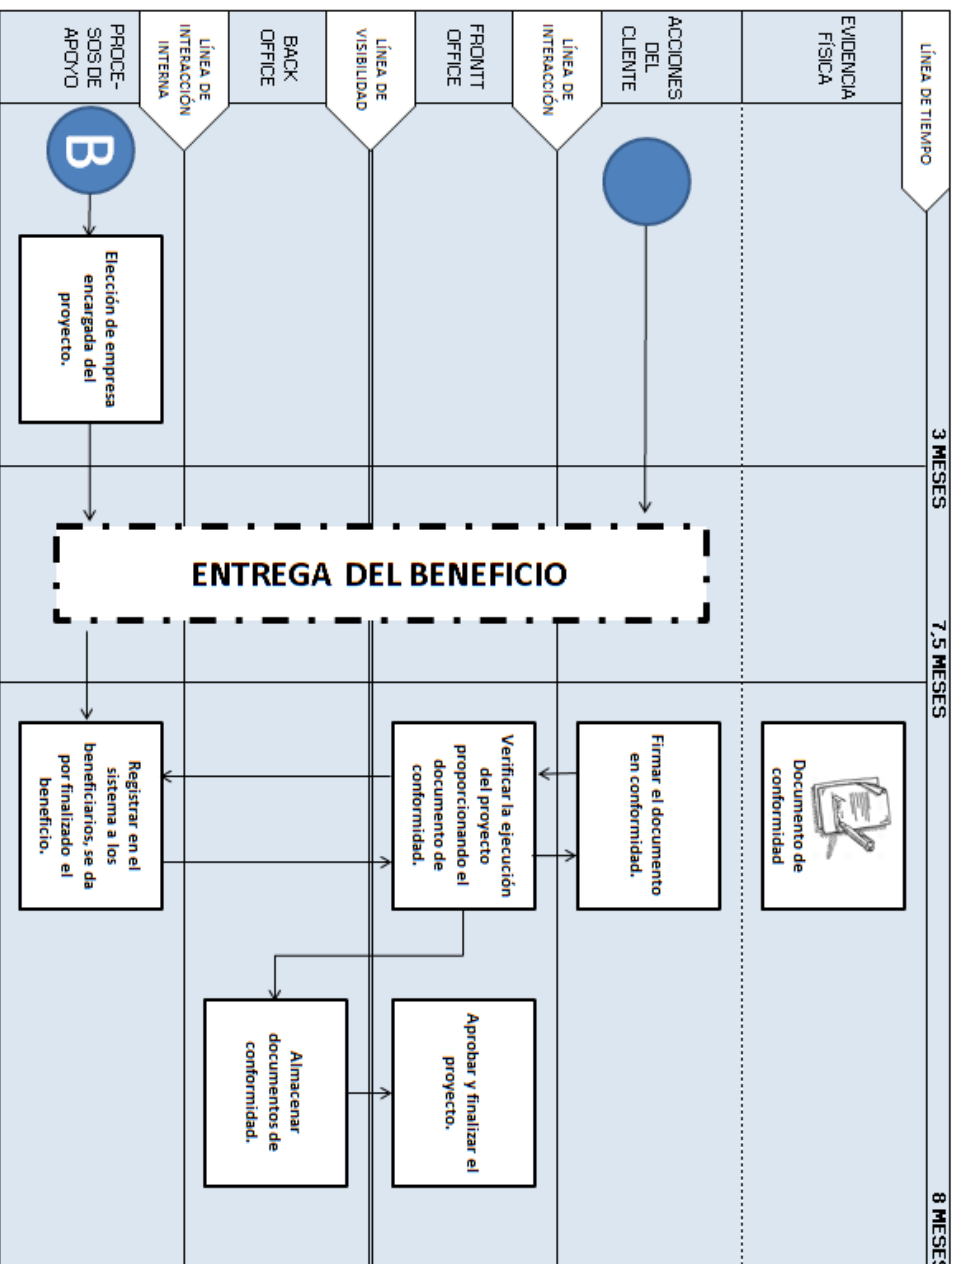 LÍNEA DE TIEMPO
3 MESES
7,5 MESES
8 MESES
EVIDENCIA
FÍSICA
Documento de
conformidad
ACCIONES
DEL
CLIENTE
Firmar el documento
en conformidad.
LÍNEA DE
INTERACCIÓN
FRONTT
OFFICE
Verificar la ejecución
del proyecto
proporcionando el
documento de
conformidad.
Aprobar y finalizar el
proyecto.
LÍNEA DE
VISIBILIDAD
BACK
OFFICE
Almacenar
documentos de
conformidad.
LÍNEA DE
INTERACCIÓN
INTERNA
PROCE-
SOS DE
APOYO
B
Elección de empresa
encargada del
proyecto.
ENTREGA DEL BENEFICIO
Registrar en el
sistema a los
beneficiarios, se da
por finalizado el
beneficio.